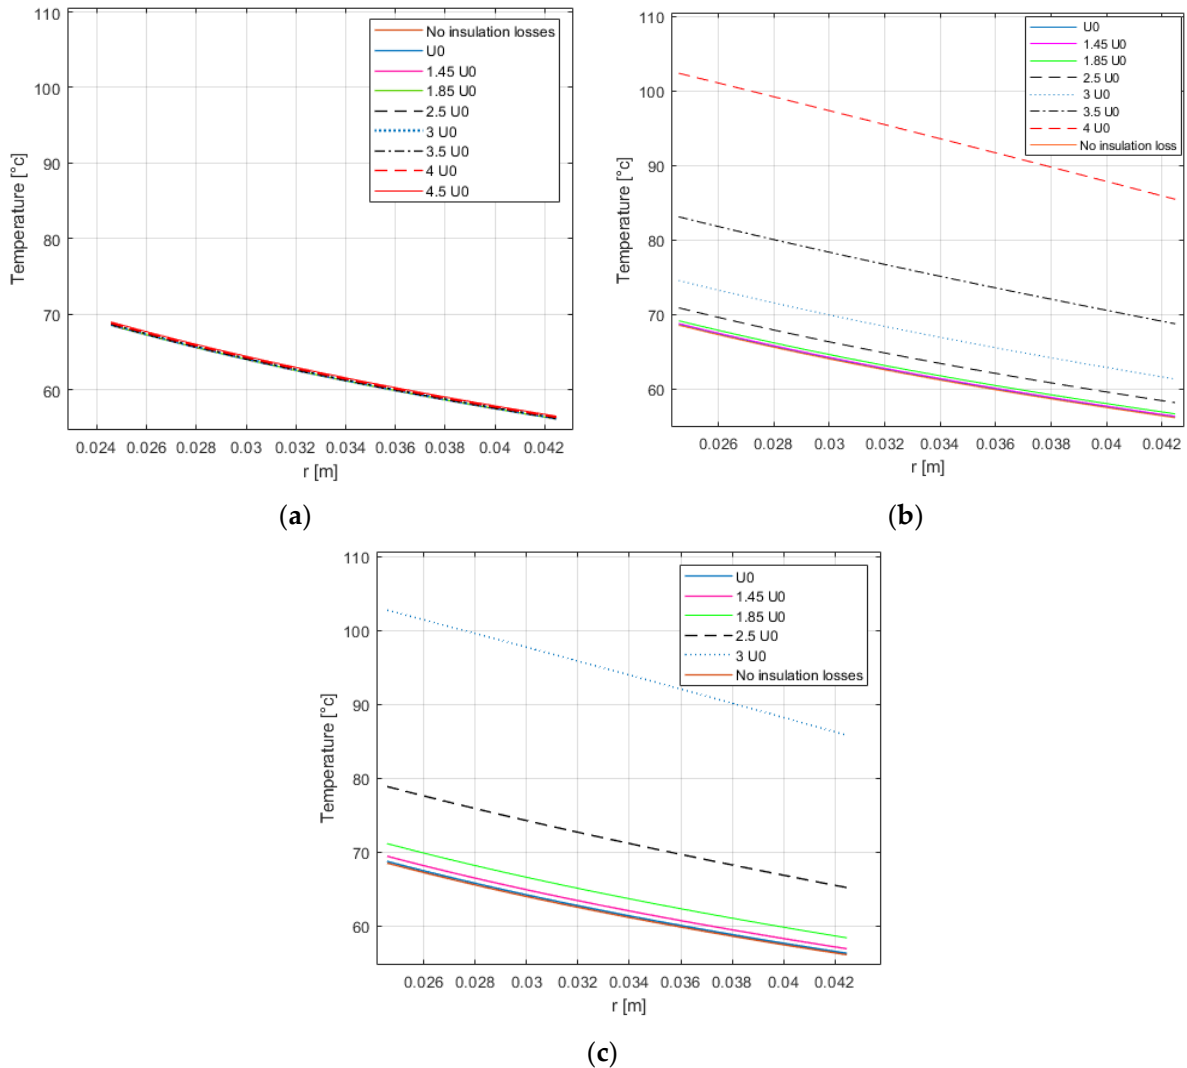 110
100
90
80
70
60
Temperature [°c]
No insulation losses
U0
1.45 U0
1.85 U0
2.5 U0
3 U0
3.5 U0
4 U0
4.5 U0
0.024 0.026 0.028 0.03 0.032 0.034 0.036 0.038 0.04 0.042
r [m]
(a)
110
100
90
80
70
60
Temperature [°c]
U0
1.45 U0
1.85 U0
2.5 U0
3 U0
3.5 U0
4 U0
No insulation loss
0.026 0.028 0.03 0.032 0.034 0.036 0.038 0.04 0.042
r [m]
(b)
110
100
90
80
70
60
Temperature [°c]
U0
1.45 U0
1.85 U0
2.5 U0
3 U0
No insulation losses
0.026 0.028 0.03 0.032 0.034 0.036 0.038 0.04 0.042
r [m]
(c)